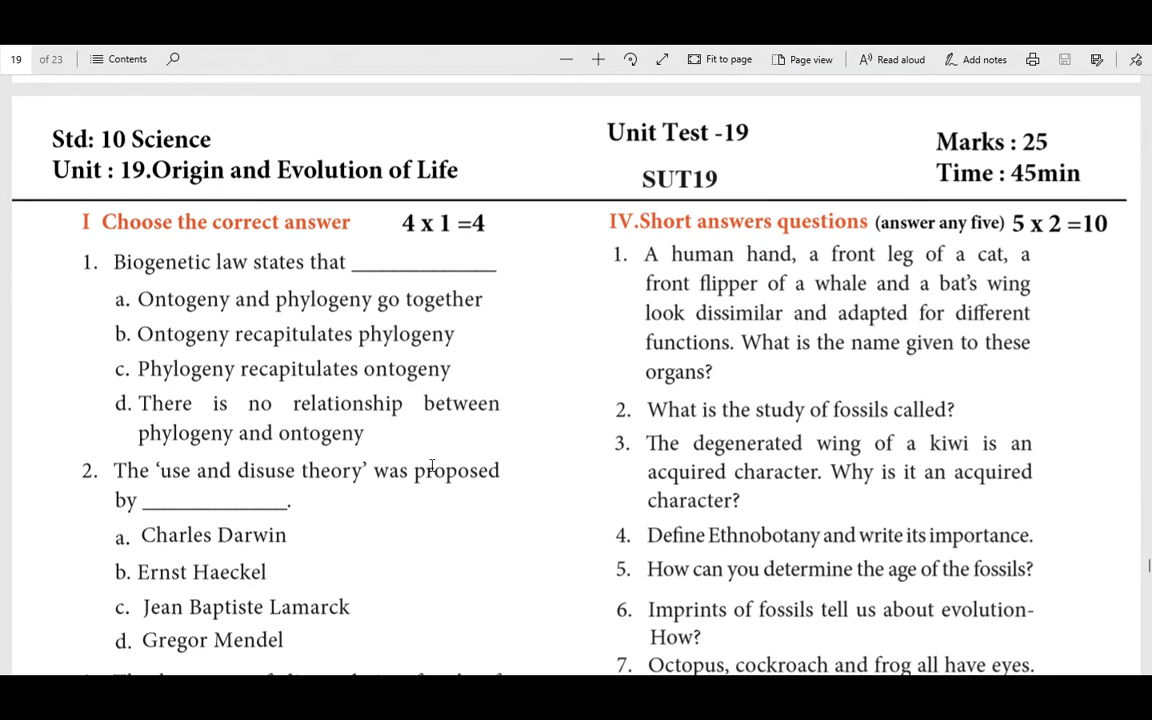 19 of 23 Contents Fit to page Page view Read aloud Add notes
Std: 10 Science
Unit : 19.Origin and Evolution of Life
Unit Test -19
SUT19
Marks : 25
Time : 45min
I Choose the correct answer 4 x 1 =4
1. Biogenetic law states that ______________
a. Ontogeny and phylogeny go together
b. Ontogeny recapitulates phylogeny
c. Phylogeny recapitulates ontogeny
d. There is no relationship between
phylogeny and ontogeny
2. The ‘use and disuse theory’ was proposed
by ______________.
a. Charles Darwin
b. Ernst Haeckel
c. Jean Baptiste Lamarck
d. Gregor Mendel
IV.Short answers questions (answer any five) 5 x 2 =10
1. A human hand, a front leg of a cat, a
front flipper of a whale and a bat’s wing
look dissimilar and adapted for different
functions. What is the name given to these
organs?
2. What is the study of fossils called?
3. The degenerated wing of a kiwi is an
acquired character. Why is it an acquired
character?
4. Define Ethnobotany and write its importance.
5. How can you determine the age of the fossils?
6. Imprints of fossils tell us about evolution-
How?
7. Octopus, cockroach and frog all have eyes.